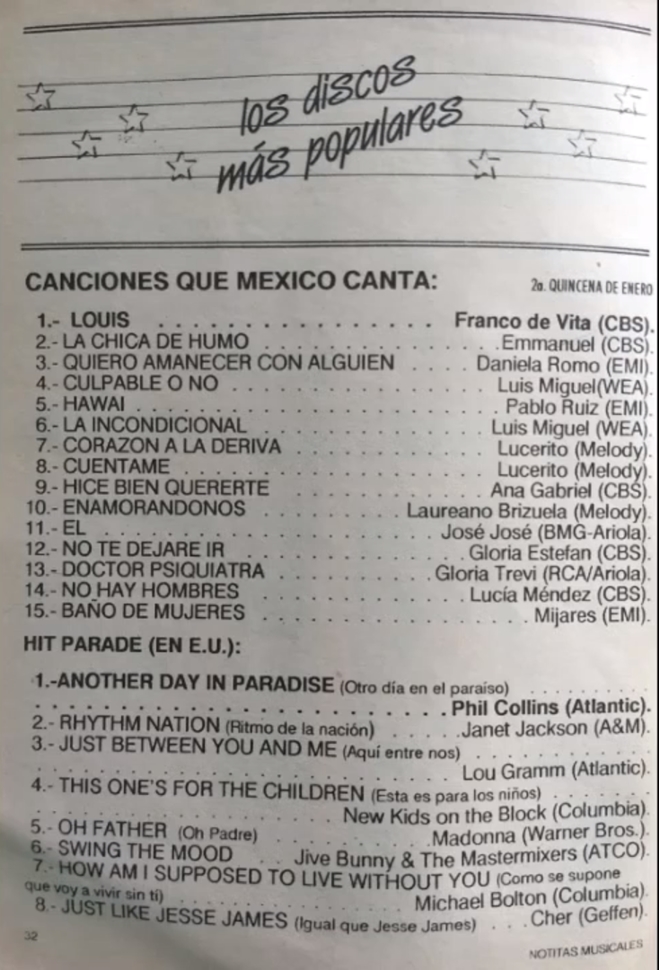 los discos
más populares
CANCIONES QUE MEXICO CANTA: 2a. QUINCENA DE ENERO
1.- LOUIS . . . . . . . . . . . . . . . . Franco de Vita (CBS).
2.- LA CHICA DE HUMO . . . . . . . . . . . . . . Emmanuel (CBS).
3.- QUIERO AMANECER CON ALGUIEN . . . . . Daniela Romo (EMI).
4.- CULPABLE O NO . . . . . . . . . . . . . . . Luis Miguel(WEA).
5.- HAWAI . . . . . . . . . . . . . . . . . . . . Pablo Ruiz (EMI).
6.- LA INCONDICIONAL . . . . . . . . . . . . . Luis Miguel (WEA).
7.- CORAZON A LA DERIVA . . . . . . . . . . . Lucerito (Melody).
8.- CUENTAME . . . . . . . . . . . . . . . . . Lucerito (Melody).
9.- HICE BIEN QUERERTE . . . . . . . . . . . . Ana Gabriel (CBS).
10.- ENAMORANDONOS . . . . . . . . Laureano Brizuela (Melody).
11.- EL . . . . . . . . . . . . . . . . . . José José (BMG-Ariola).
12.- NO TE DEJARE IR . . . . . . . . . . . . . Gloria Estefan (CBS).
13.- DOCTOR PSIQUIATRA . . . . . . . . Gloria Trevi (RCA/Ariola).
14.- NO HAY HOMBRES . . . . . . . . . . . . Lucía Méndez (CBS).
15.- BAÑO DE MUJERES . . . . . . . . . . . . . . . Mijares (EMI).
HIT PARADE (EN E.U.):
1.-ANOTHER DAY IN PARADISE (Otro día en el paraíso) . . . . . . . .
. . . . . . . . . . . . . . . . . . . . . Phil Collins (Atlantic).
2.- RHYTHM NATION (Ritmo de la nación) . . . . . Janet Jackson (A&M).
3.- JUST BETWEEN YOU AND ME (Aquí entre nos) . . . . . . . . . .
. . . . . . . . . . . . . . . . . . . . . Lou Gramm (Atlantic).
4.- THIS ONE'S FOR THE CHILDREN (Esta es para los niños) . . . . . .
. . . . . . . . . . . . . . . New Kids on the Block (Columbia).
5.- OH FATHER (Oh Padre) . . . . . . . . . . Madonna (Warner Bros.).
6.- SWING THE MOOD . . . Jive Bunny & The Mastermixers (ATCO).
7.- HOW AM I SUPPOSED TO LIVE WITHOUT YOU (Como se supone
que voy a vivir sin tí) . . . . . . . . . . . . . . . Michael Bolton (Columbia).
8.- JUST LIKE JESSE JAMES (Igual que Jesse James) . . . Cher (Geffen).
32
NOTITAS MUSICALES